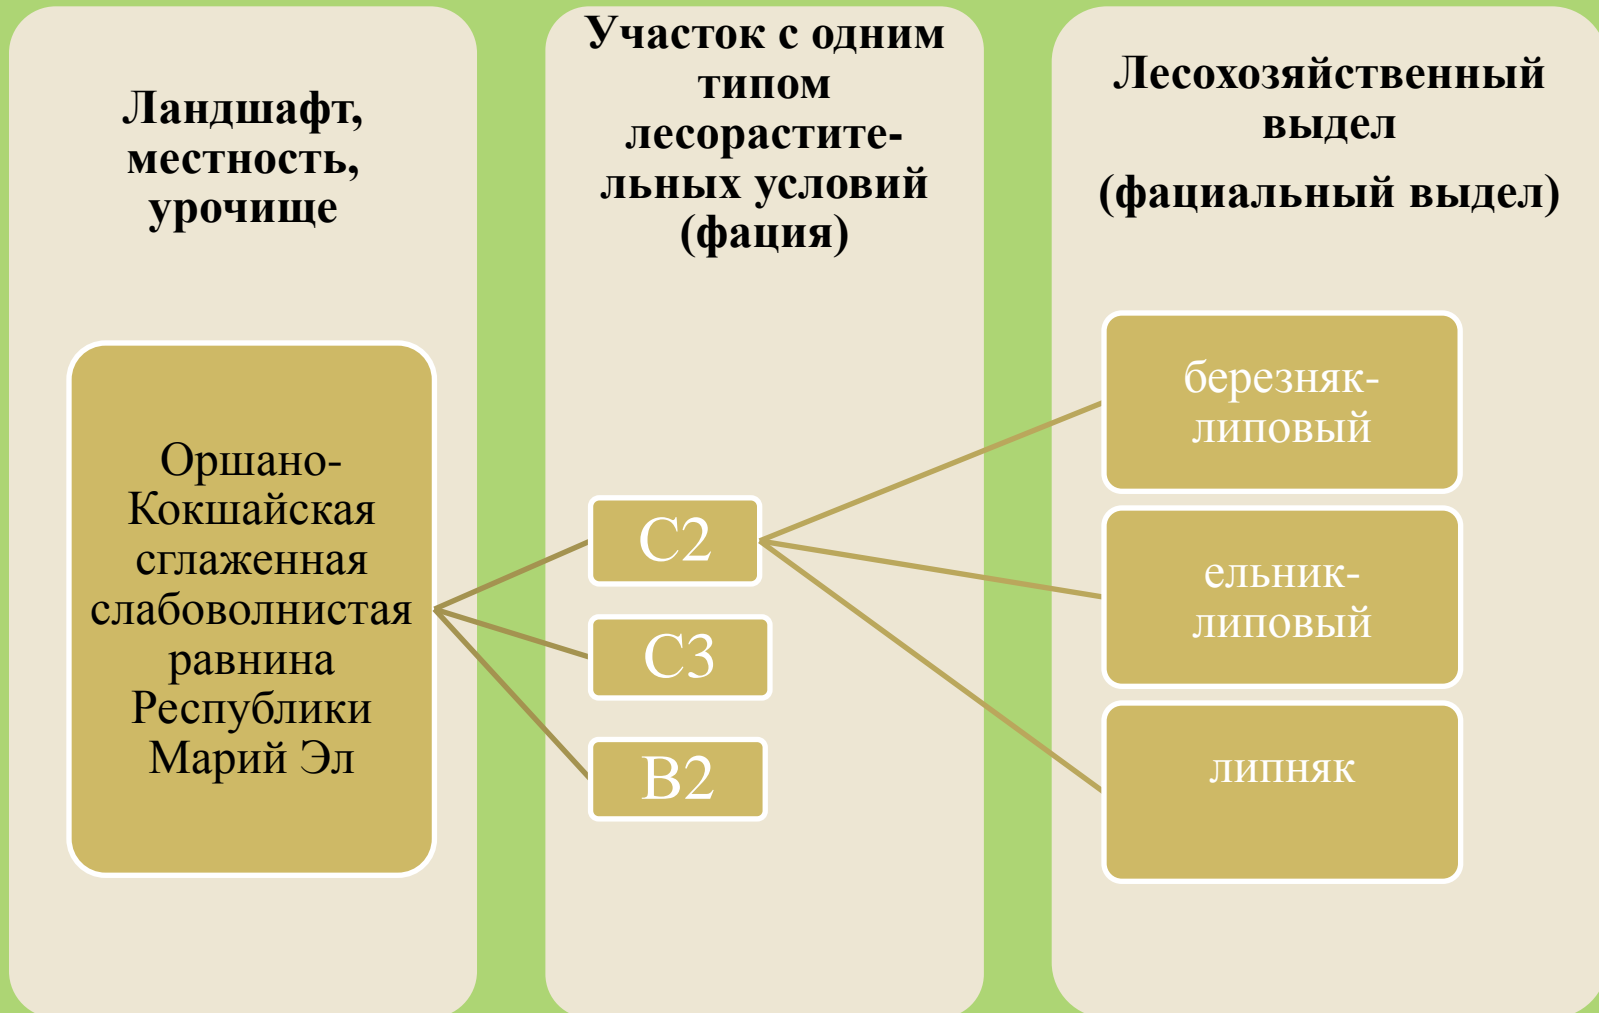 Ландшафт,
местность,
урочище
Оршано-
Кокшайская
сглаженная
слабоволнистая
равнина
Республики
Марий Эл
Участок с одним
типом
лесорастите-
льных условий
(фация)
С2
С3
В2
Лесохозяйственный
выдел
(фациальный выдел)
березняк-
липовый
ельник-
липовый
липняк